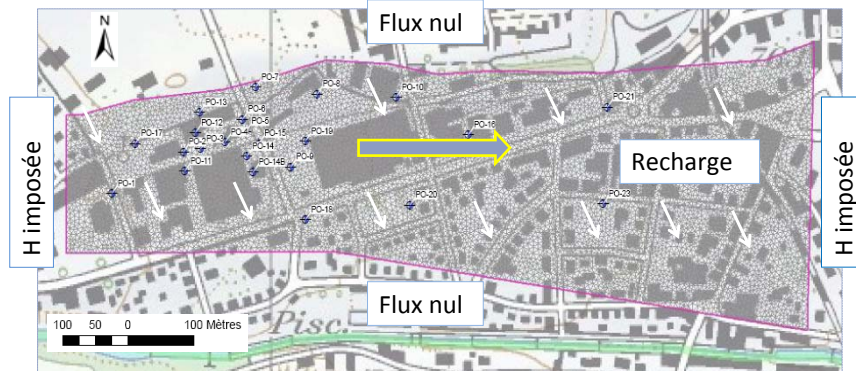 Flux nul
N
PO-7
PO-8
PO-10
PO-21
PO-13
PO-6
PO-5
PO-16
PO-12
PO-15
PO-17
PO-4
PO-3
PO-2
PO-19
PO-14
PO-9
PO-11
PO-14B
Recharge
H imposée
H imposée
PO-1
PO-20
PO-23
PO-18
Flux nul
100 50 0 100 Mètres
Pisc.